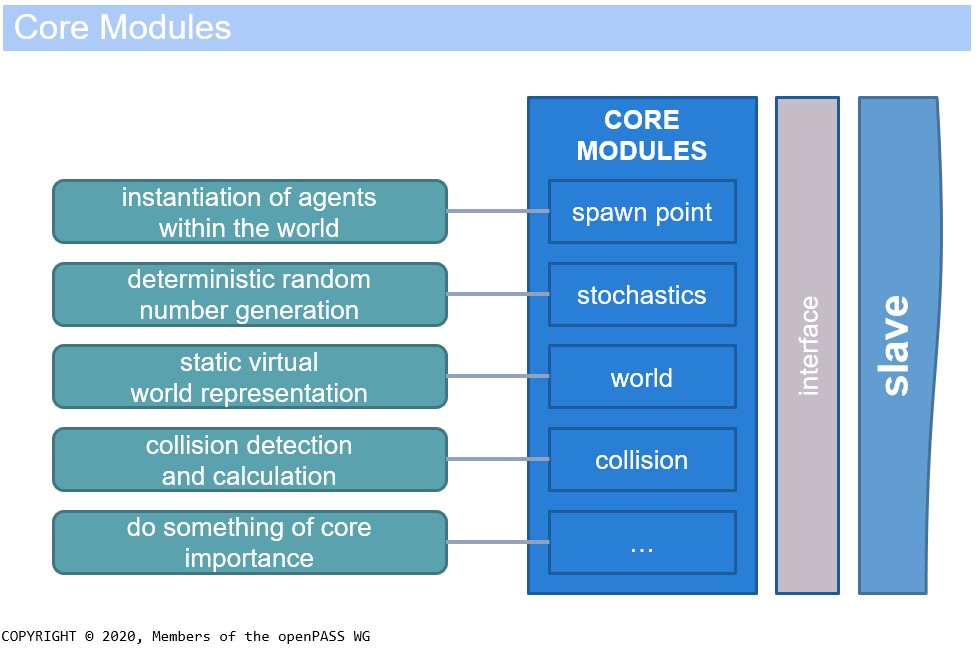 Core Modules
CORE
MODULES
instantiation of agents
within the world
spawn point
deterministic random
number generation
stochastics
static virtual
world representation
world
collision detection
and calculation
collision
do something of core
importance
...
interface
slave
COPYRIGHT © 2020, Members of the openPASS WG